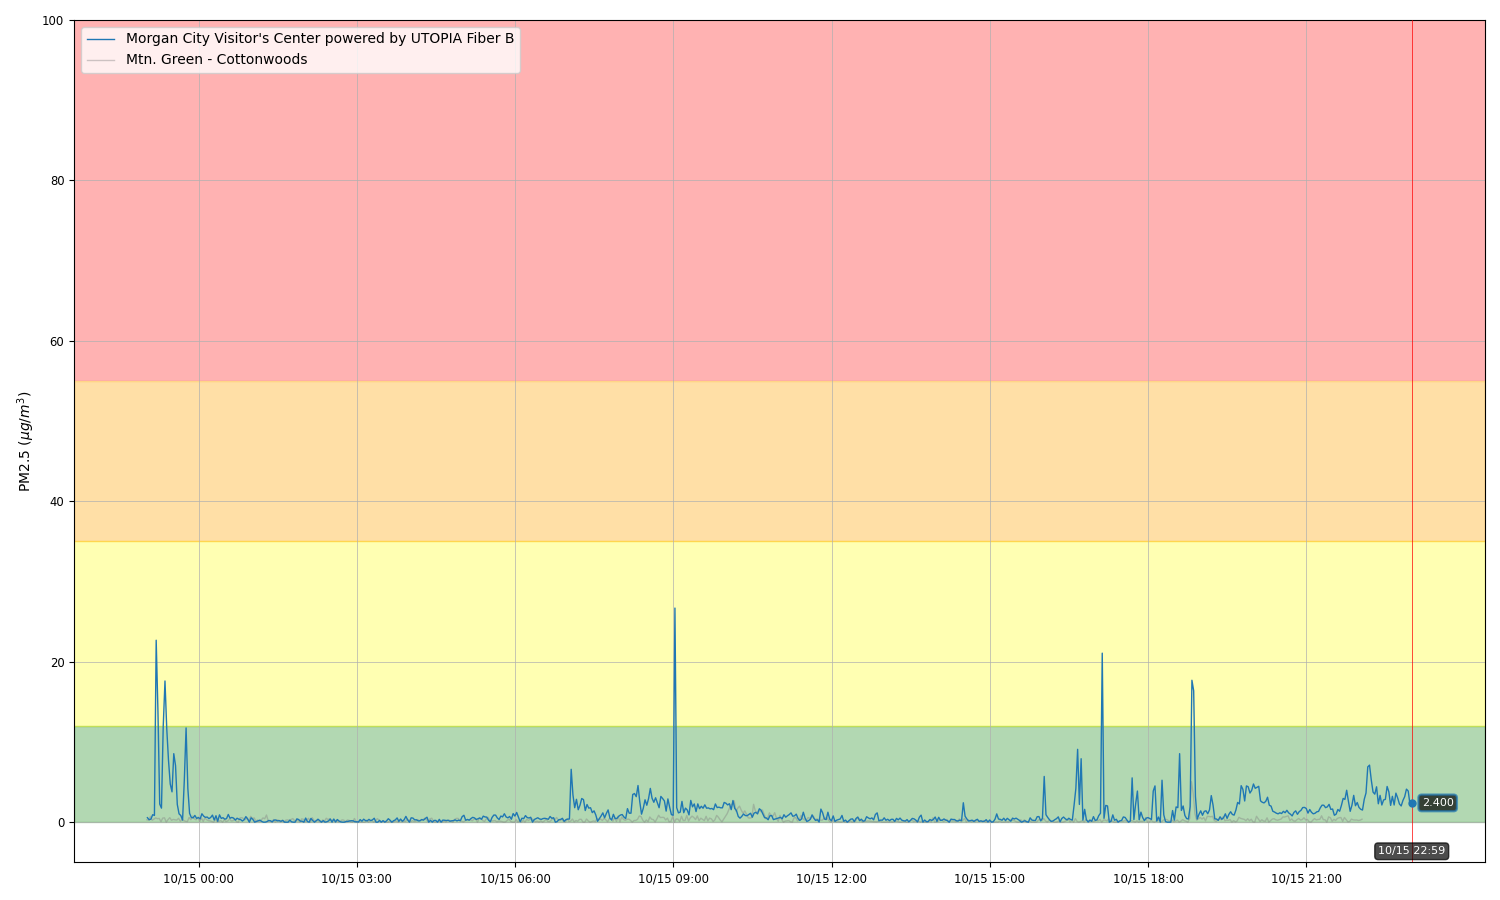 100
Morgan City Visitor's Center powered by UTOPIA Fiber B
Mtn. Green - Cottonwoods
80
60
40
20
0
PM2.5 (μg/m³)
2.400
10/15 22:59
10/15 00:00 10/15 03:00 10/15 06:00 10/15 09:00 10/15 12:00 10/15 15:00 10/15 18:00 10/15 21:00